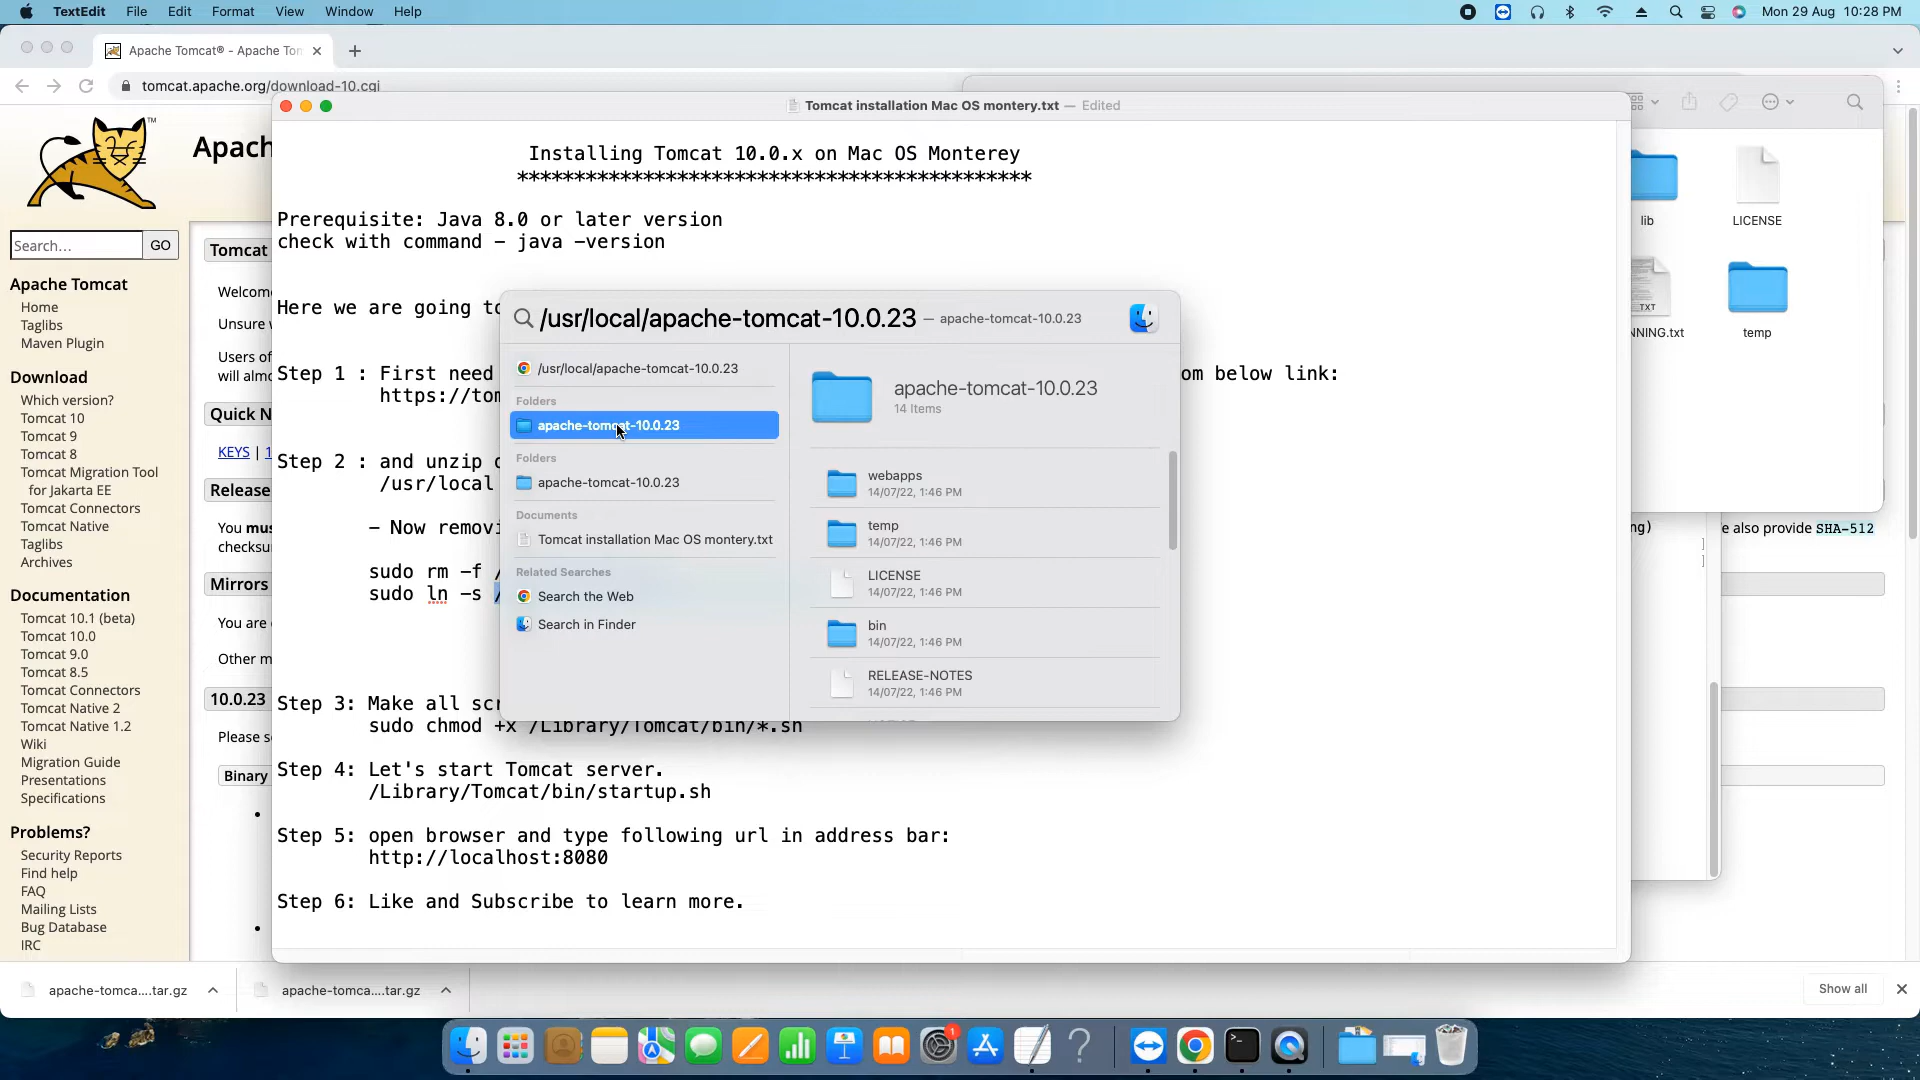 TextEdit File Edit Format View Window Help
Mon 29 Aug 10:28 PM
Apache Tomcat® - Apache Tom
tomcat.apache.org/download-10.cgi
Tomcat installation Mac OS montery.txt — Edited
Apach
Search...
GO
Apache Tomcat
Home
Taglibs
Maven Plugin
Download
Which version?
Tomcat 10
Tomcat 9
Tomcat 8
Tomcat Migration Tool
for Jakarta EE
Tomcat Connectors
Tomcat Native
Taglibs
Archives
Documentation
Tomcat 10.1 (beta)
Tomcat 10.0
Tomcat 9.0
Tomcat 8.5
Tomcat Connectors
Tomcat Native 2
Tomcat Native 1.2
Wiki
Migration Guide
Presentations
Specifications
Problems?
Security Reports
Find help
FAQ
Mailing Lists
Bug Database
IRC
Tomcat
Welcome
Unsure
Users of
will almo
Quick N
KEYS | 1
Release
You mus
checksu
Mirrors
You are
Other m
10.0.23
Please s
Binary
Installing Tomcat 10.0.x on Mac OS Monterey
*********************************************
Prerequisite: Java 8.0 or later version
check with command – java –version
Here we are going to
Step 1 : First need om below link:
https://tom
Step 2 : and unzip
/usr/local
– Now removi
sudo rm –f /
sudo ln –s /
Step 3: Make all scr
sudo chmod +x /Library/Tomcat/bin/*.sh
Step 4: Let's start Tomcat server.
/Library/Tomcat/bin/startup.sh
Step 5: open browser and type following url in address bar:
http://localhost:8080
Step 6: Like and Subscribe to learn more.
/usr/local/apache-tomcat-10.0.23 — apache-tomcat-10.0.23
/usr/local/apache-tomcat-10.0.23
Folders
apache-tomcat-10.0.23
Folders
apache-tomcat-10.0.23
Documents
Tomcat installation Mac OS montery.txt
Related Searches
Search the Web
Search in Finder
apache-tomcat-10.0.23
14 Items
webapps
14/07/22, 1:46 PM
temp
14/07/22, 1:46 PM
LICENSE
14/07/22, 1:46 PM
bin
14/07/22, 1:46 PM
RELEASE-NOTES
14/07/22, 1:46 PM
lib
LICENSE
TXT
NNING.txt
temp
ng)
e also provide SHA-512
apache-tomca....tar.gz
apache-tomca....tar.gz
Show all
1